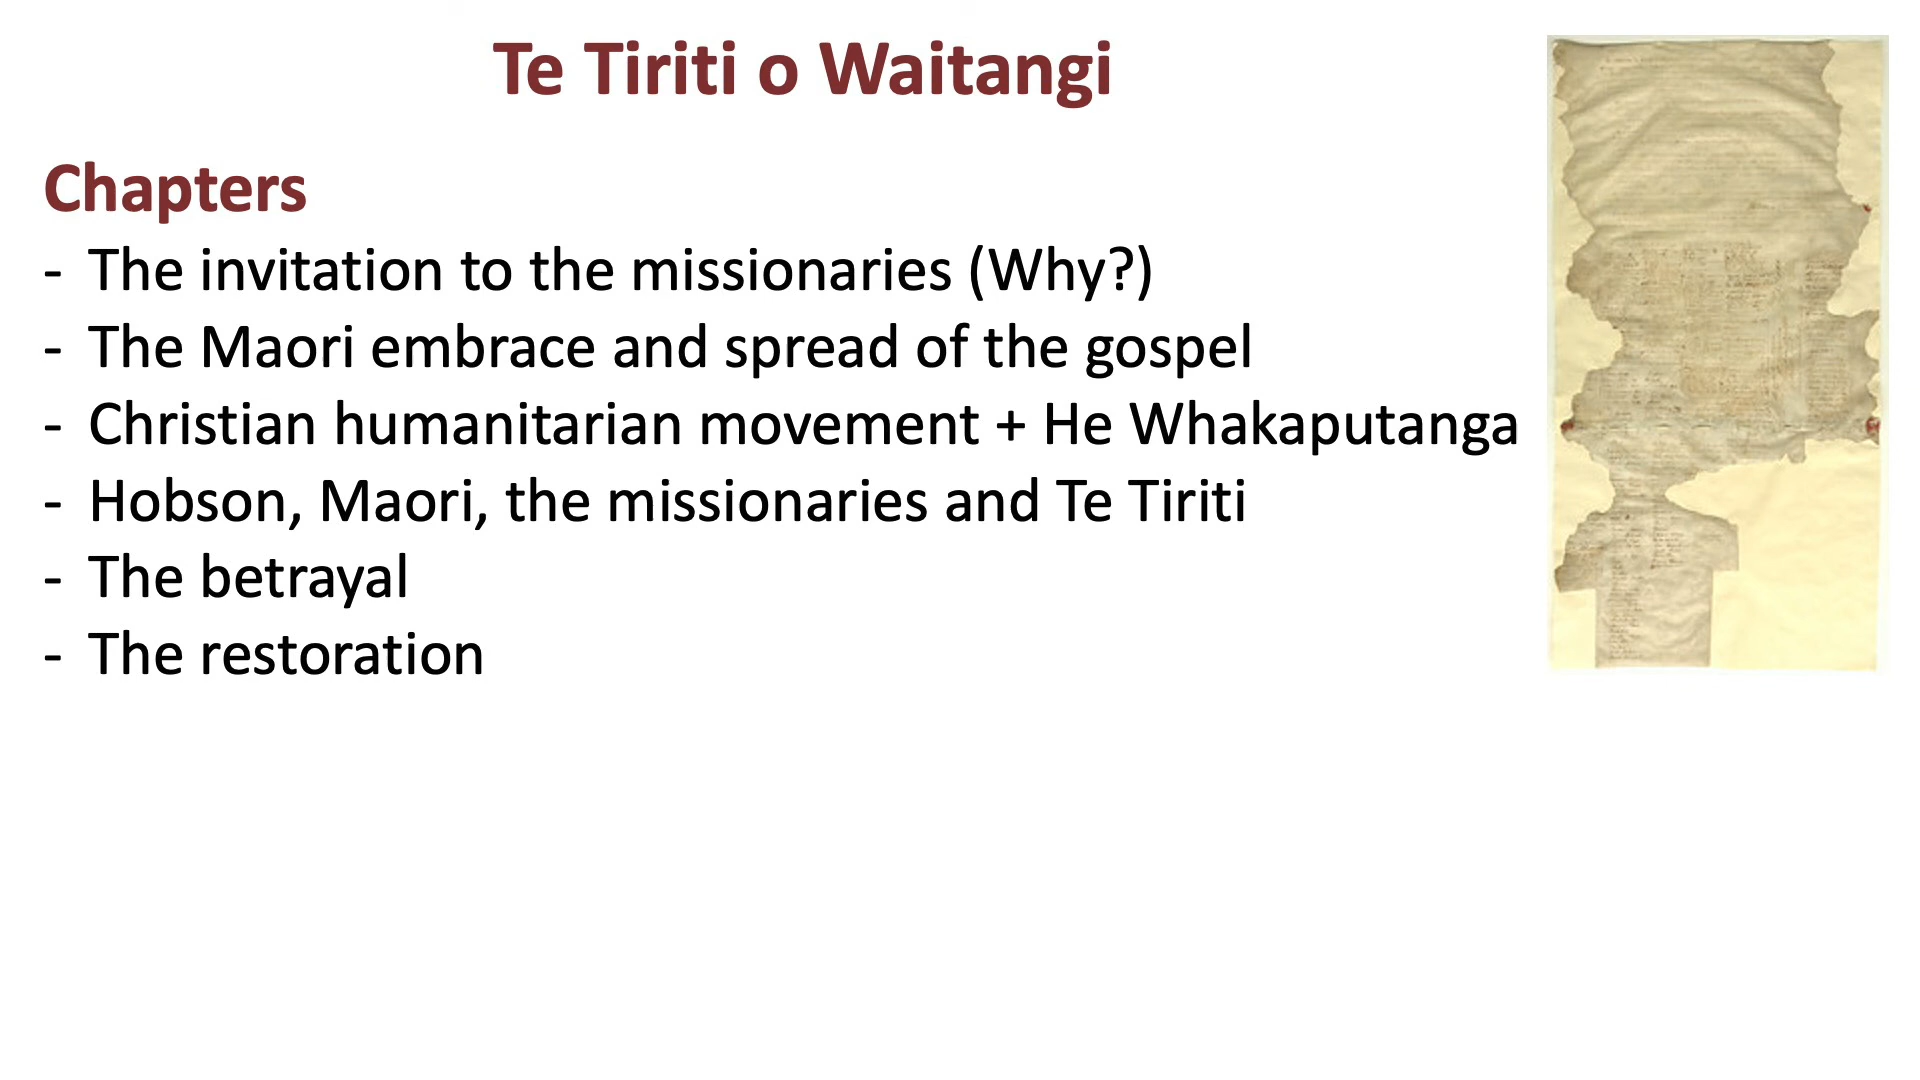 Te Tiriti o Waitangi
Chapters
- The invitation to the missionaries (Why?)
- The Maori embrace and spread of the gospel
- Christian humanitarian movement + He Whakaputanga
- Hobson, Maori, the missionaries and Te Tiriti
- The betrayal
- The restoration